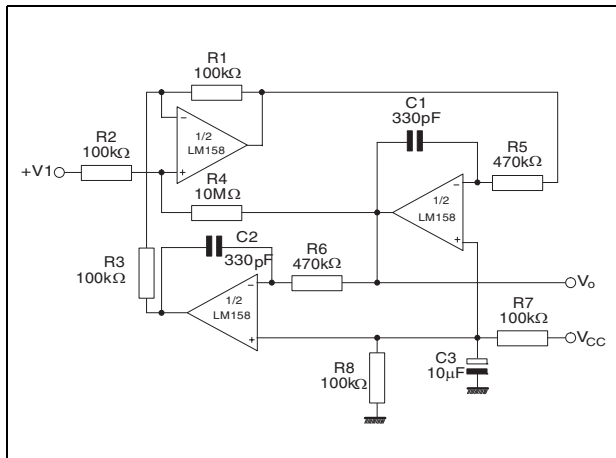 R1
100kΩ
C1
330pF
R2
100kΩ
-
1/2
LM158
+
R5
470kΩ
+V1
R4
10MΩ
-
1/2
LM158
+
C2
330pF
R6
470kΩ
R3
100kΩ
-
1/2
LM158
+
Vo
R7
100kΩ
VCC
R8
100kΩ
C3
10μF